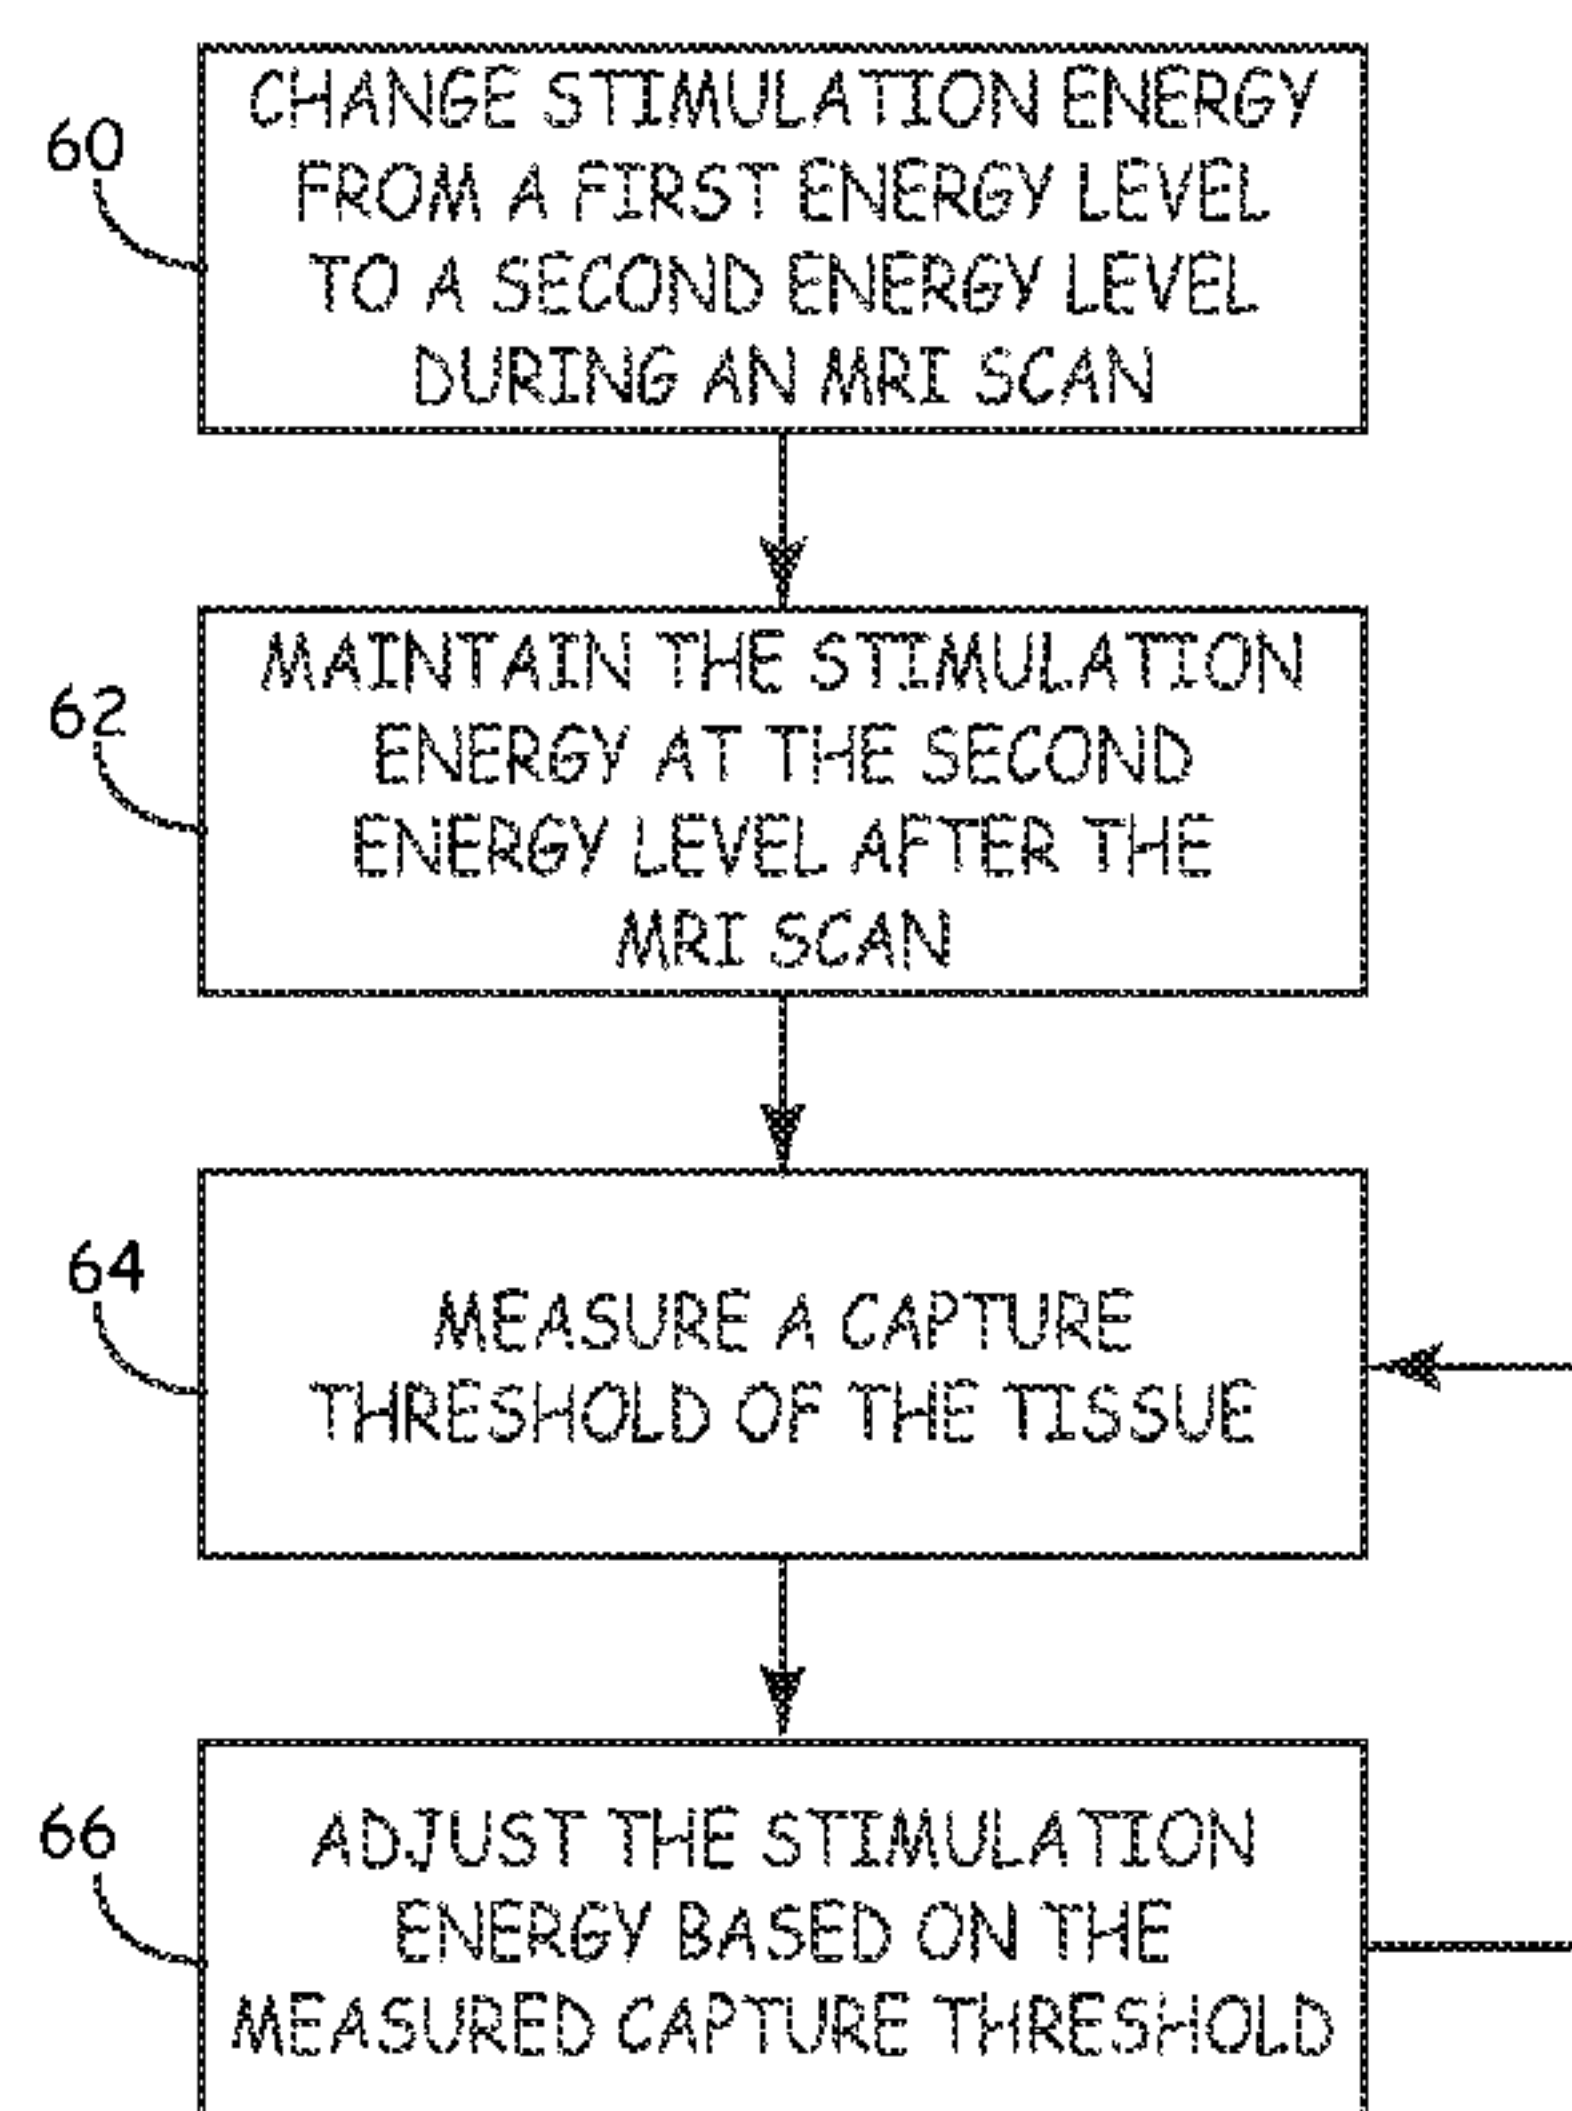 60
CHANGE STIMULATION ENERGY
FROM A FIRST ENERGY LEVEL
TO A SECOND ENERGY LEVEL
DURING AN MRI SCAN
62
MAINTAIN THE STIMULATION
ENERGY AT THE SECOND
ENERGY LEVEL AFTER THE
MRI SCAN
64
MEASURE A CAPTURE
THRESHOLD OF THE TISSUE
66
ADJUST THE STIMULATION
ENERGY BASED ON THE
MEASURED CAPTURE THRESHOLD